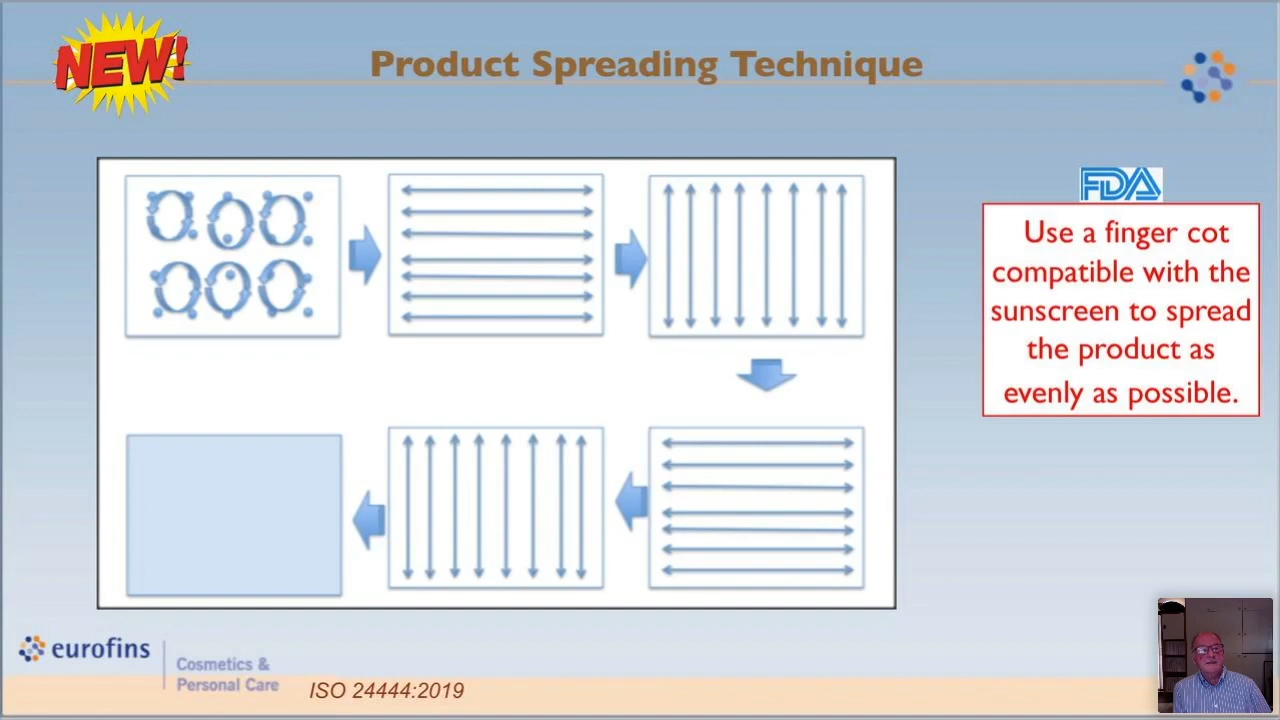 NEW!
Product Spreading Technique
FDA
Use a finger cot
compatible with the
sunscreen to spread
the product as
evenly as possible.
eurofins
Cosmetics &
Personal Care
ISO 24444:2019